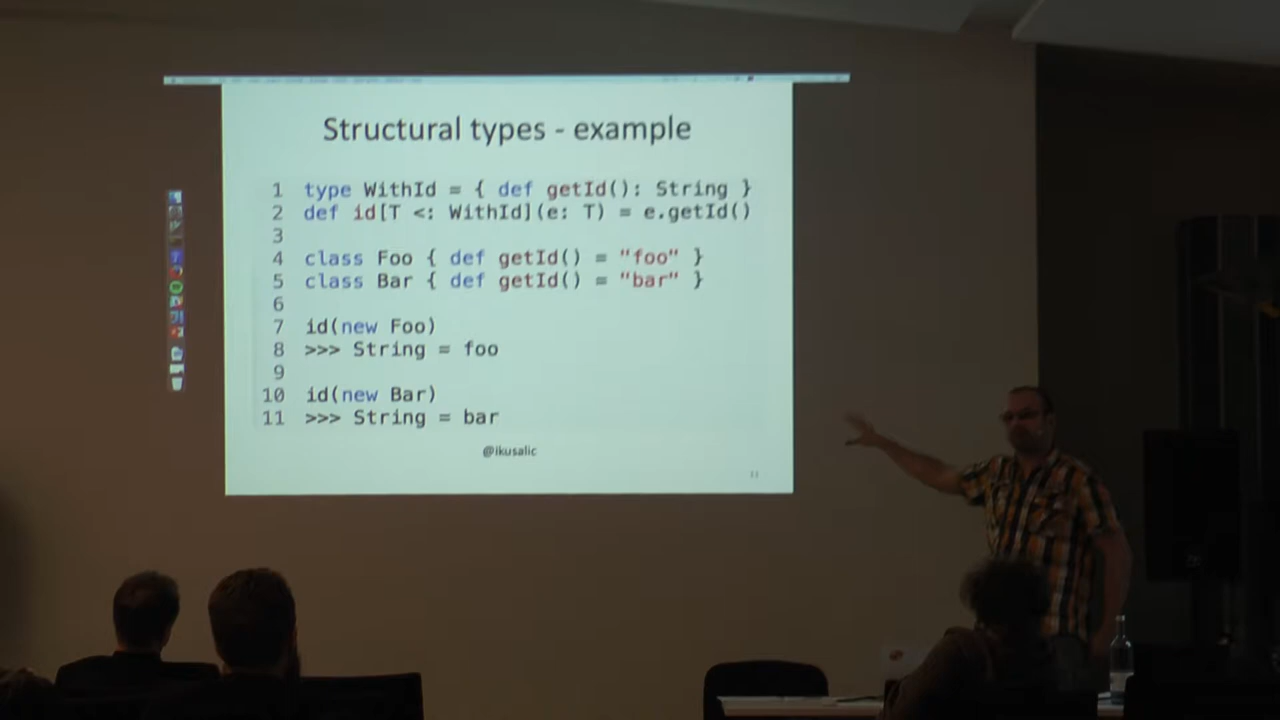 Structural types - example
1 type WithId = { def getId(): String }
2 def id[T <: WithId](e: T) = e.getId()
3
4 class Foo { def getId() = "foo" }
5 class Bar { def getId() = "bar" }
6
7 id(new Foo)
8 >>> String = foo
9
10 id(new Bar)
11 >>> String = bar
@ikusalic